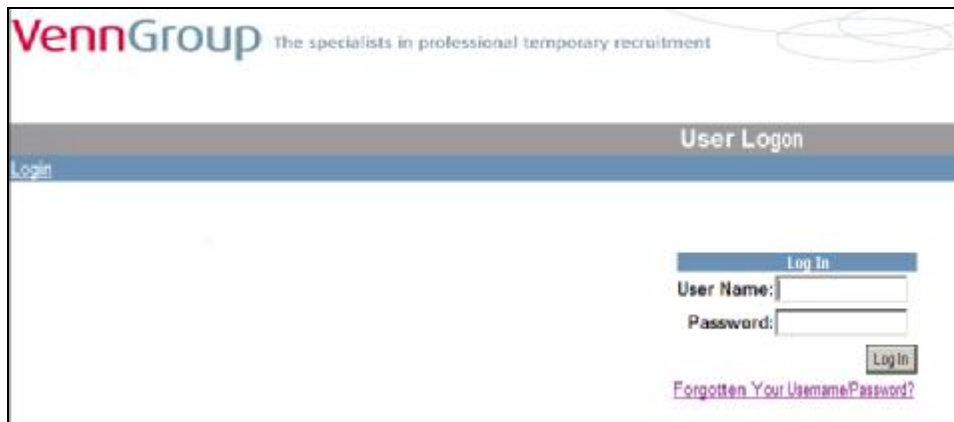 VennGroup The specialists in professional temporary recruitment
User Logon
Login
Log In
User Name:
Password:
Log In
Forgotten Your Username/Password?